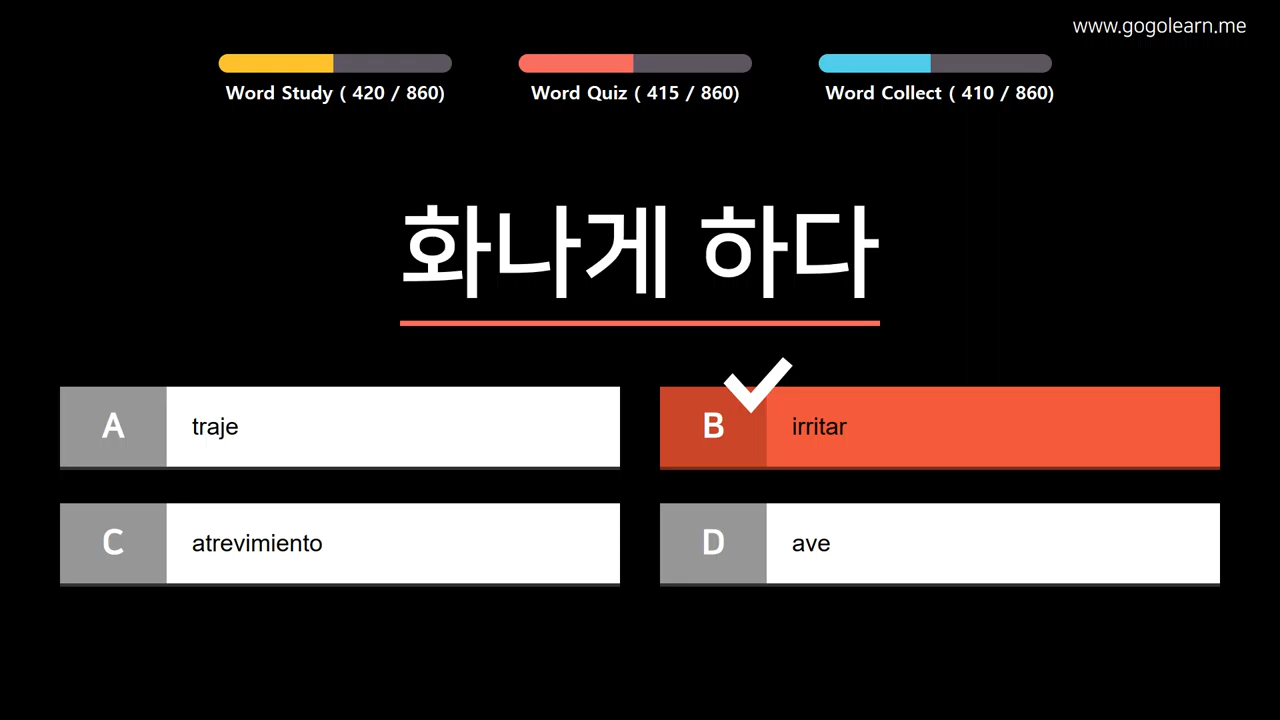 www.gogolearn.me
Word Study ( 420 / 860)
Word Quiz ( 415 / 860)
Word Collect ( 410 / 860)
화나게 하다
A traje
B irritar
C atrevimiento
D ave